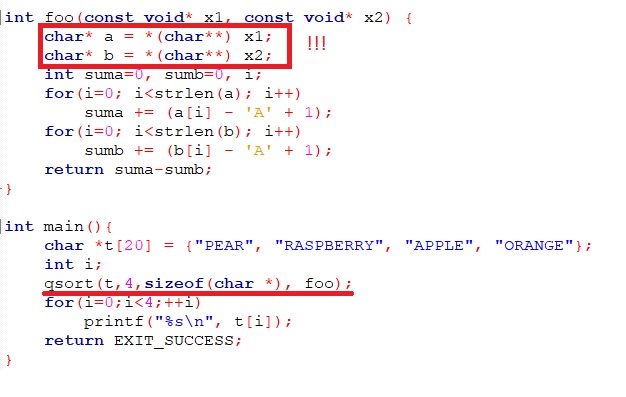 int foo(const void* x1, const void* x2) {
    char* a = *(char**) x1;
    char* b = *(char**) x2; !!!
    int suma=0, sumb=0, i;
    for(i=0; i<strlen(a); i++)
        suma += (a[i] - 'A' + 1);
    for(i=0; i<strlen(b); i++)
        sumb += (b[i] - 'A' + 1);
    return suma-sumb;
}

int main(){
    char *t[20] = {"PEAR", "RASPBERRY", "APPLE", "ORANGE"};
    int i;
    qsort(t,4,sizeof(char *), foo);
    for(i=0;i<4;++i)
        printf("%s\n", t[i]);
    return EXIT_SUCCESS;
}